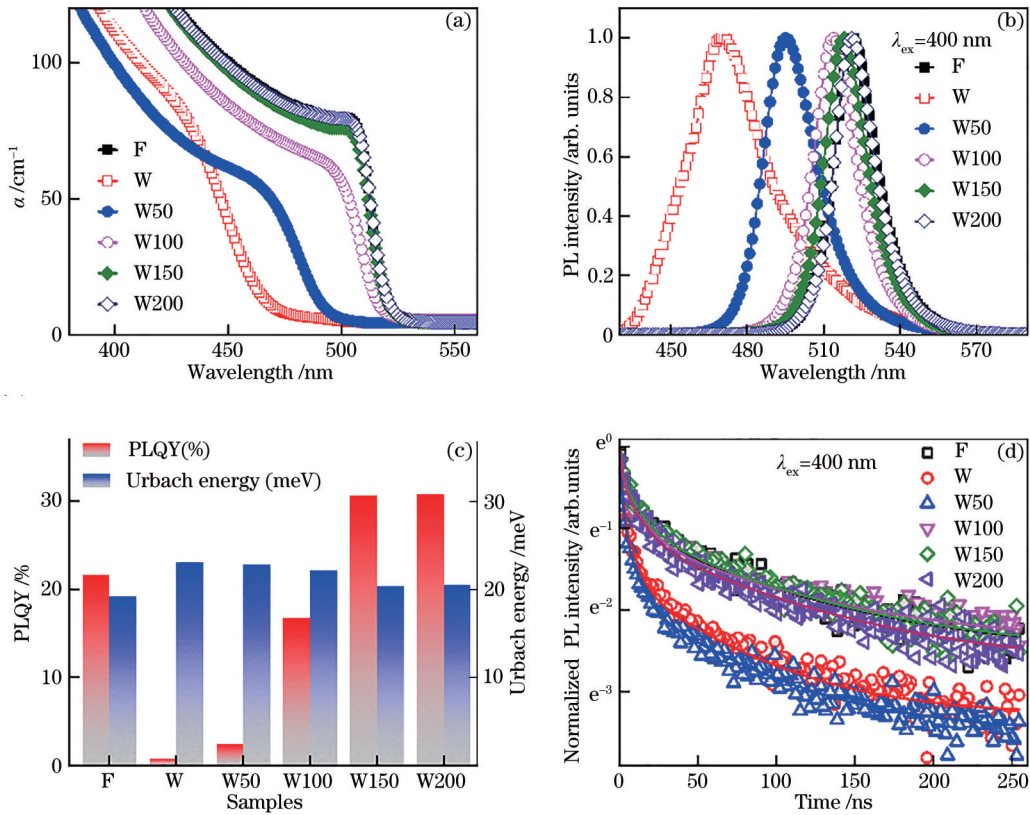 (a)
100
50
0
α /cm⁻¹
F
W
W50
W100
W150
W200
400
450
500
550
Wavelength /nm
(b)
λex=400 nm
1.0
0.8
0.6
0.4
0.2
0
PL intensity /arb. units
F
W
W50
W100
W150
W200
450
480
510
540
570
Wavelength /nm
(c)
PLQY(%)
Urbach energy (meV)
30
20
10
0
PLQY /%
30
20
10
Urbach energy /meV
F
W
W50
W100
W150
W200
Samples
(d)
λex=400 nm
e⁰
e⁻¹
e⁻²
e⁻³
Normalized PL intensity /arb.units
F
W
W50
W100
W150
W200
0
50
100
150
200
250
Time /ns